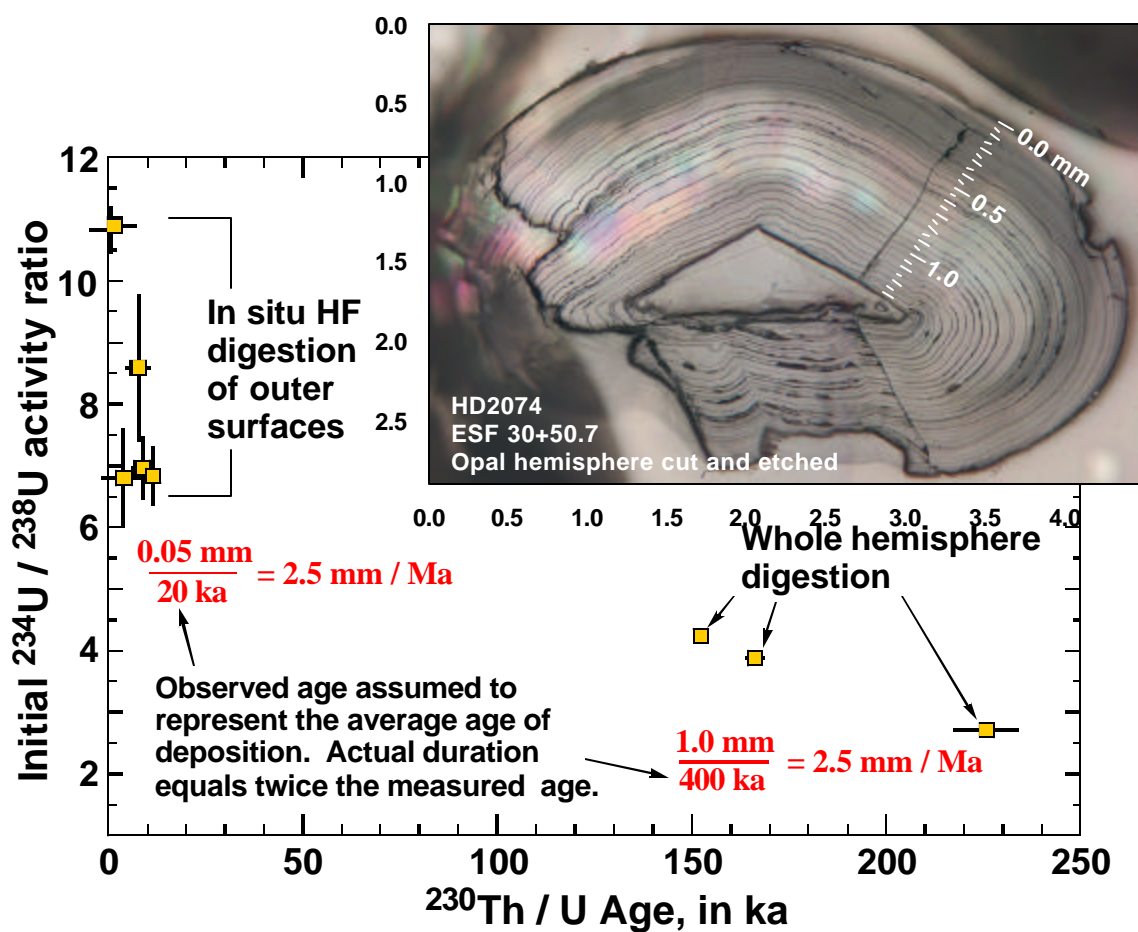 0.0
0.5
1.0
1.5
2.0
2.5
0.0 0.5 1.0 1.5 2.0 2.5 3.0 3.5 4.0
0.0 mm
0.5
1.0
HD2074
ESF 30+50.7
Opal hemisphere cut and etched
12
10
8
6
4
2
Initial ²³⁴U / ²³⁸U activity ratio
In situ HF
digestion
of outer
surfaces
0.05 mm
20 ka
= 2.5 mm / Ma
Whole hemisphere
digestion
Observed age assumed to
represent the average age of
deposition. Actual duration
equals twice the measured age.
1.0 mm
400 ka
= 2.5 mm / Ma
0 50 100 150 200 250
²³⁰Th / U Age, in ka